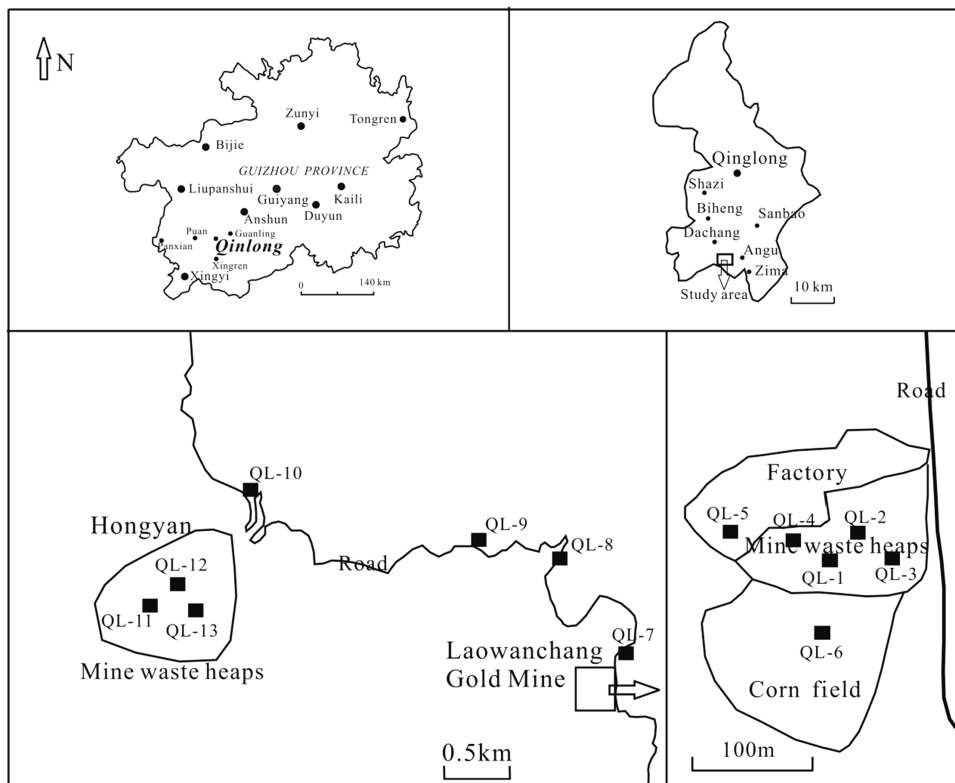 N
Zunyi
Tongren
Bijie
GUIZHOU PROVINCE
Liupanshui
Guiyang
Kaili
Anshun
Duyun
Puan
Guanling
Panxian
Qinlong
Xingren
Xingyi
0
140 km
Qinglong
Shazi
Biheng
Sanbao
Dachang
Angu
Zima
Study area
10 km
QL-10
Hongyan
QL-9
Road
QL-8
QL-12
QL-11
QL-13
Mine waste heaps
QL-7
Laowanchang
Gold Mine
0.5km
Road
Factory
QL-5
QL-4
QL-2
Mine waste heaps
QL-1
QL-3
QL-6
Corn field
100m